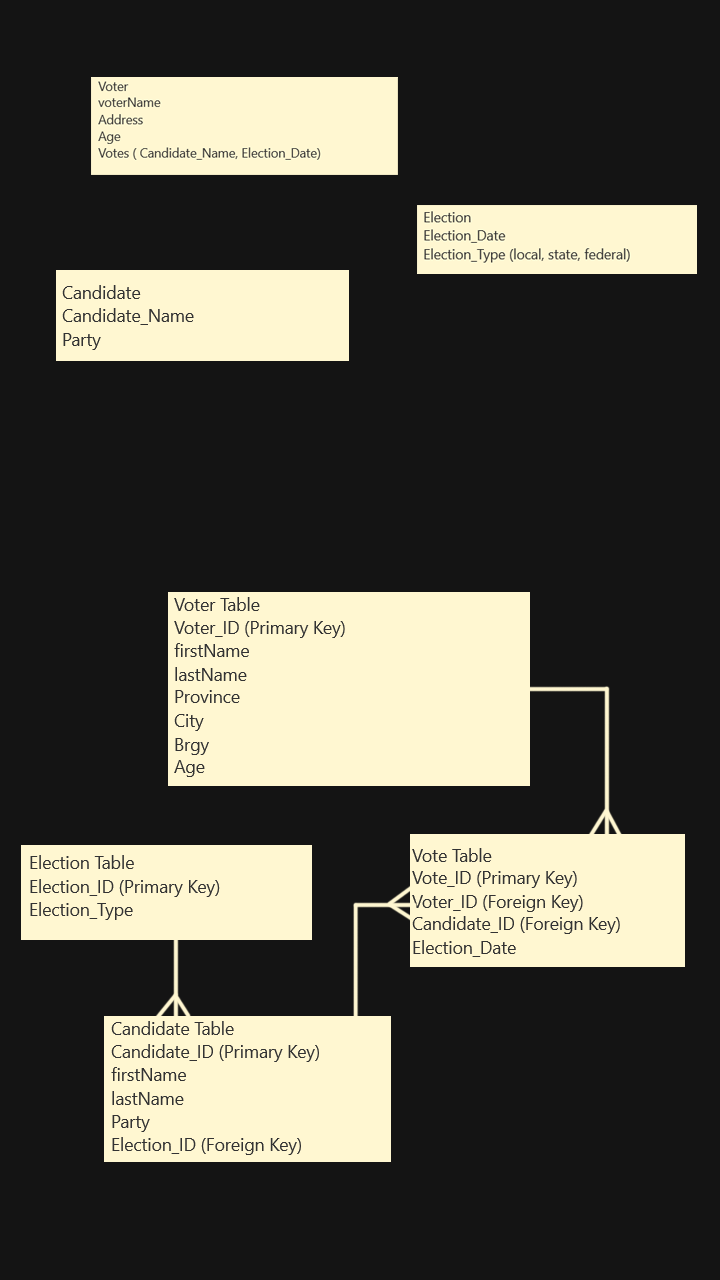 Voter
voterName
Address
Age
Votes ( Candidate_Name, Election_Date)
Election
Election_Date
Election_Type (local, state, federal)
Candidate
Candidate_Name
Party
Voter Table
Voter_ID (Primary Key)
firstName
lastName
Province
City
Brgy
Age
Election Table
Election_ID (Primary Key)
Election_Type
Vote Table
Vote_ID (Primary Key)
Voter_ID (Foreign Key)
Candidate_ID (Foreign Key)
Election_Date
Candidate Table
Candidate_ID (Primary Key)
firstName
lastName
Party
Election_ID (Foreign Key)